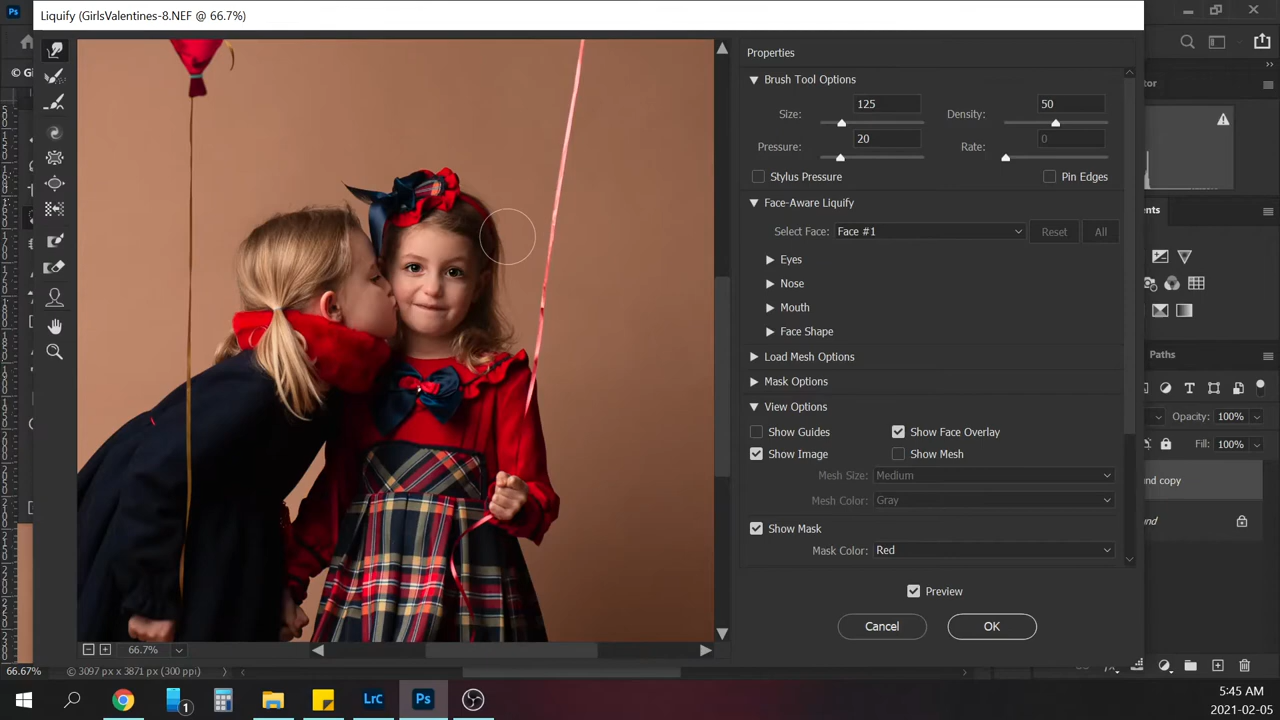 Ps
Liquify (GirlsValentines-8.NEF @ 66.7%)
© Gi
Properties
Brush Tool Options
Size: 125 Density: 50
Pressure: 20 Rate: 0
Stylus Pressure Pin Edges
Face-Aware Liquify
Select Face: Face #1 Reset All
Eyes
Nose
Mouth
Face Shape
Load Mesh Options
Mask Options
View Options
Show Guides Show Face Overlay
Show Image Show Mesh
Mesh Size: Medium
Mesh Color: Gray
Show Mask
Mask Color: Red
Preview
Cancel OK
66.7%
Paths
Opacity: 100%
Fill: 100%
nd copy
nd
66.67% © 3097 px x 3871 px (300 ppi)
1 LrC Ps
5:45 AM
2021-02-05